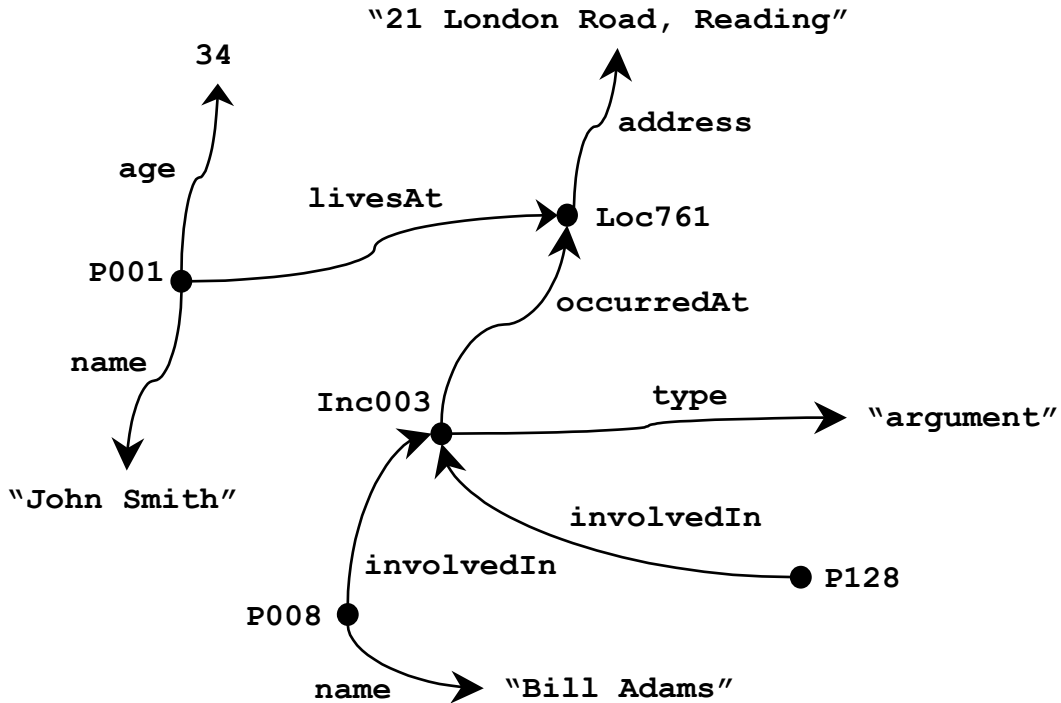 “21 London Road, Reading”
34
address
age
livesAt
Loc761
P001
occurredAt
name
Inc003
type
“argument”
“John Smith”
involvedIn
involvedIn
P128
P008
name
“Bill Adams”